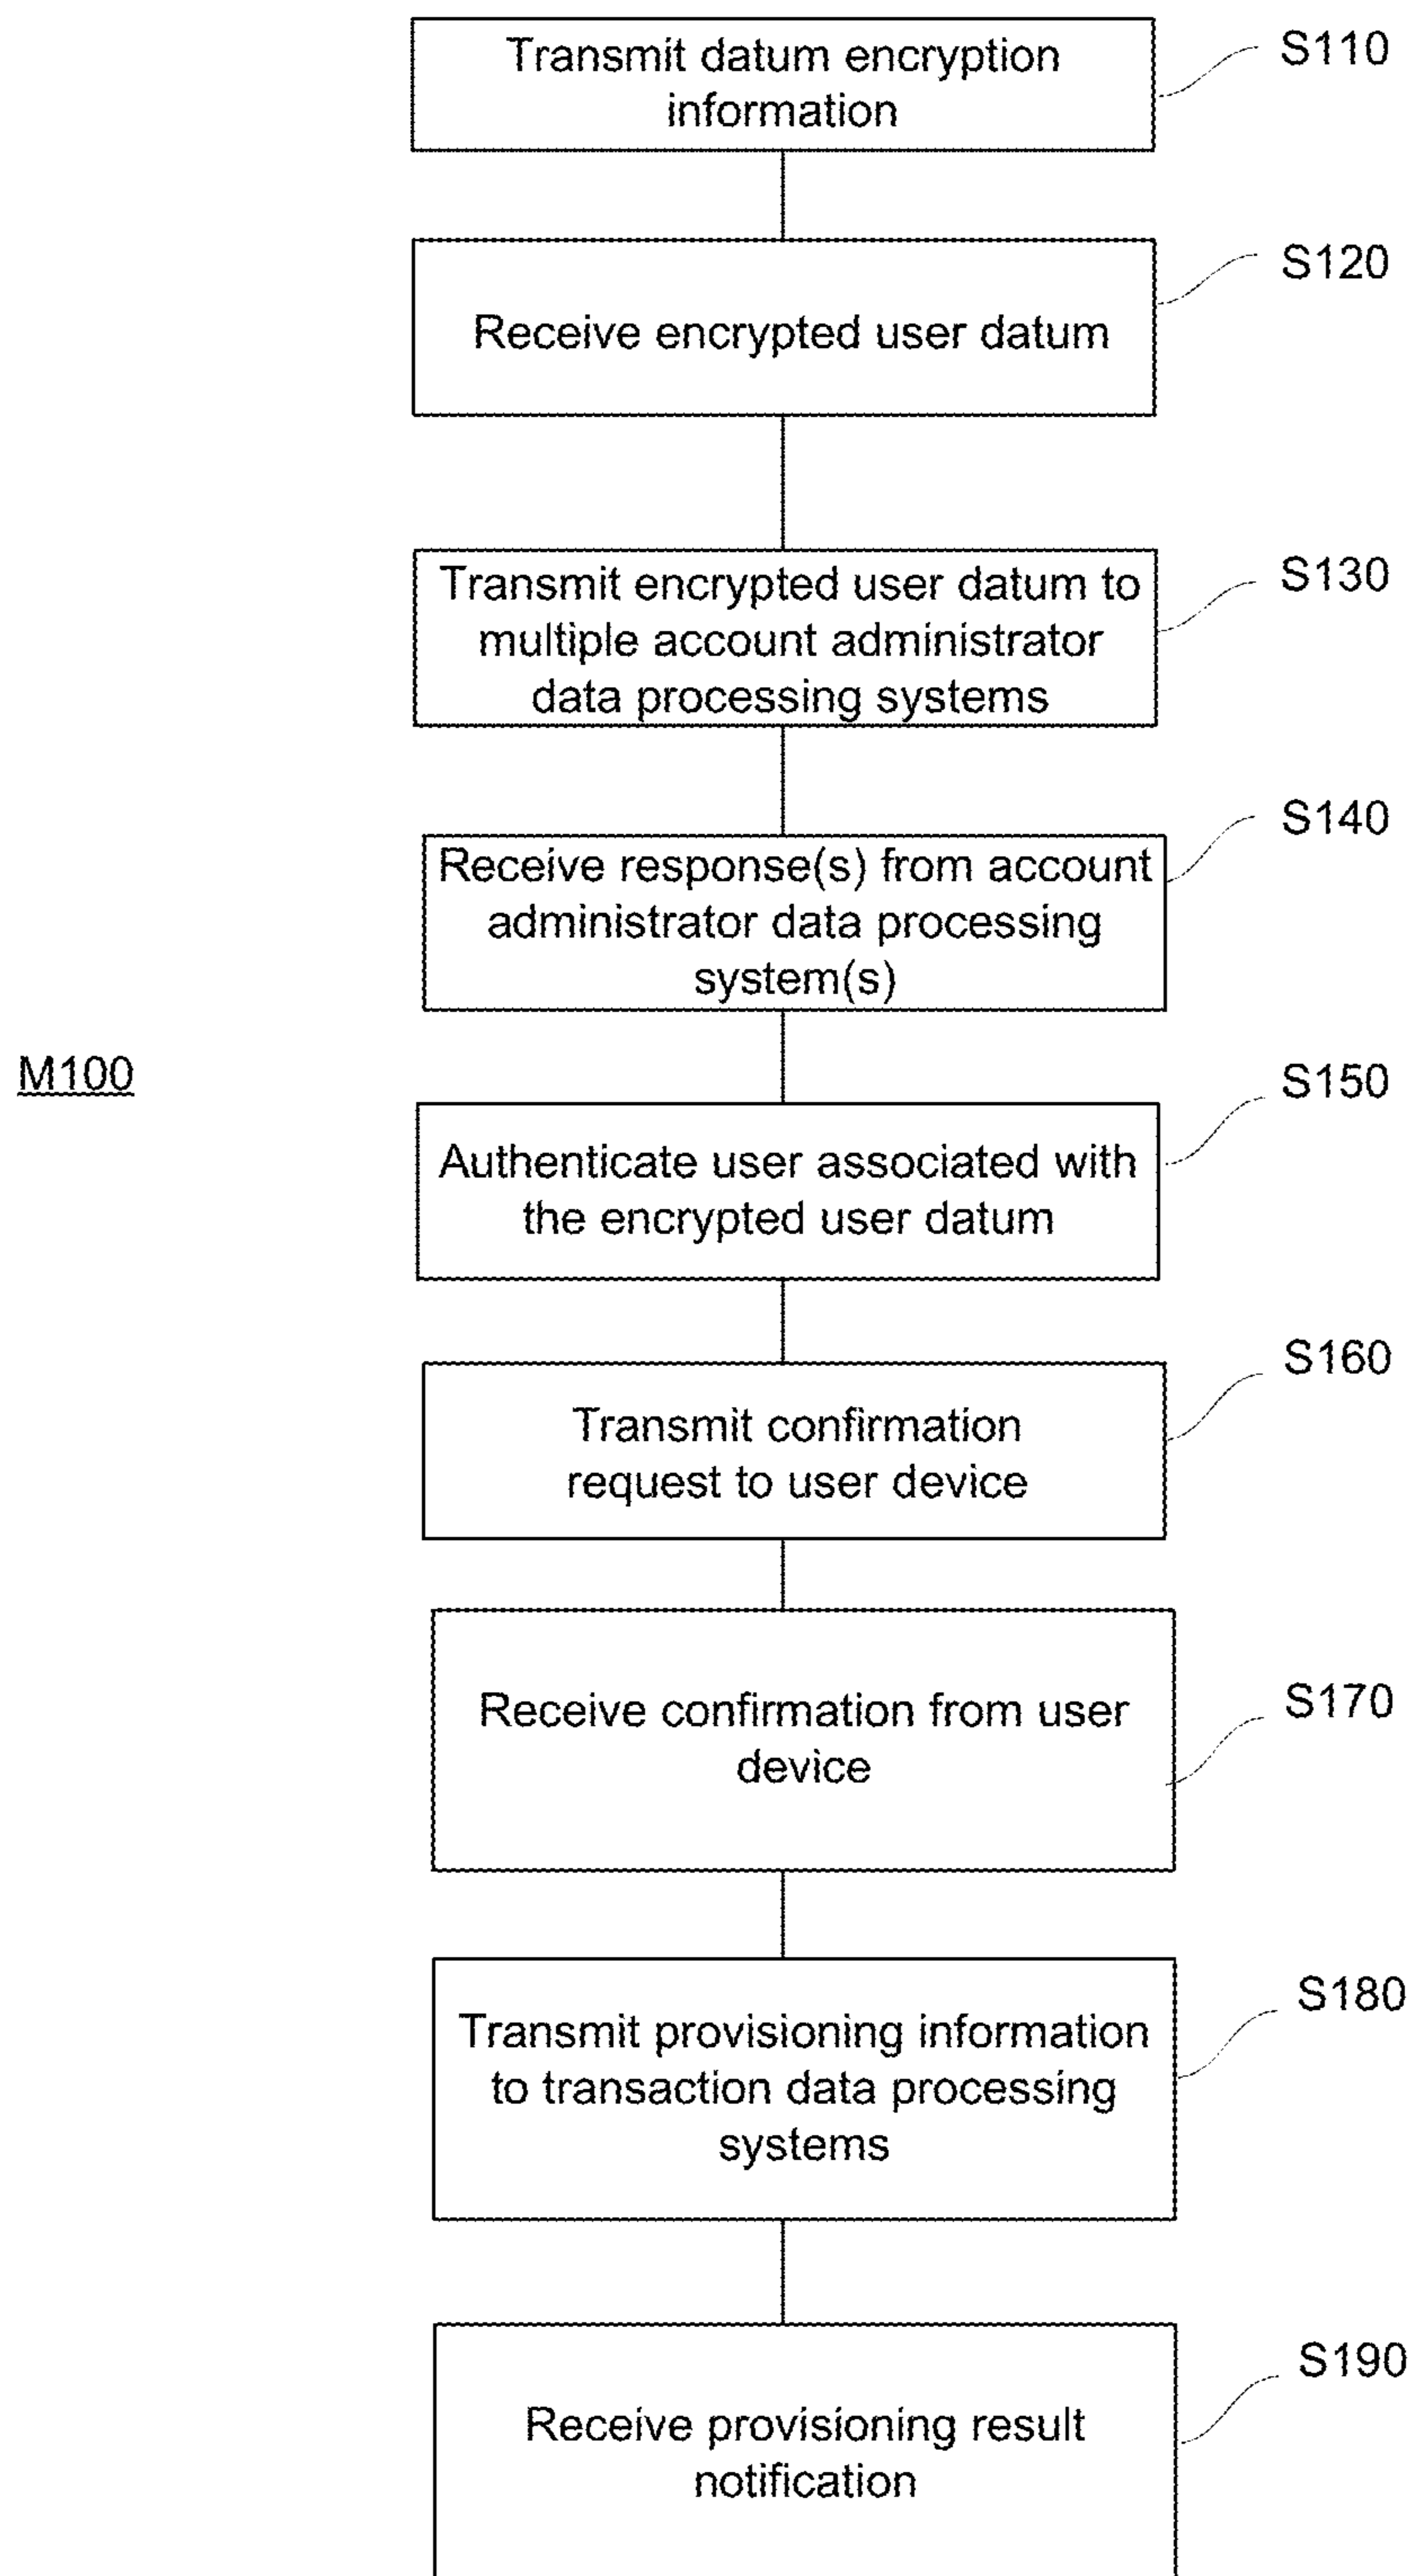 Transmit datum encryption
information
S110
Receive encrypted user datum
S120
Transmit encrypted user datum to
multiple account administrator
data processing systems
S130
Receive response(s) from account
administrator data processing
system(s)
S140
M100
Authenticate user associated with
the encrypted user datum
S150
Transmit confirmation
request to user device
S160
Receive confirmation from user
device
S170
Transmit provisioning information
to transaction data processing
systems
S180
Receive provisioning result
notification
S190